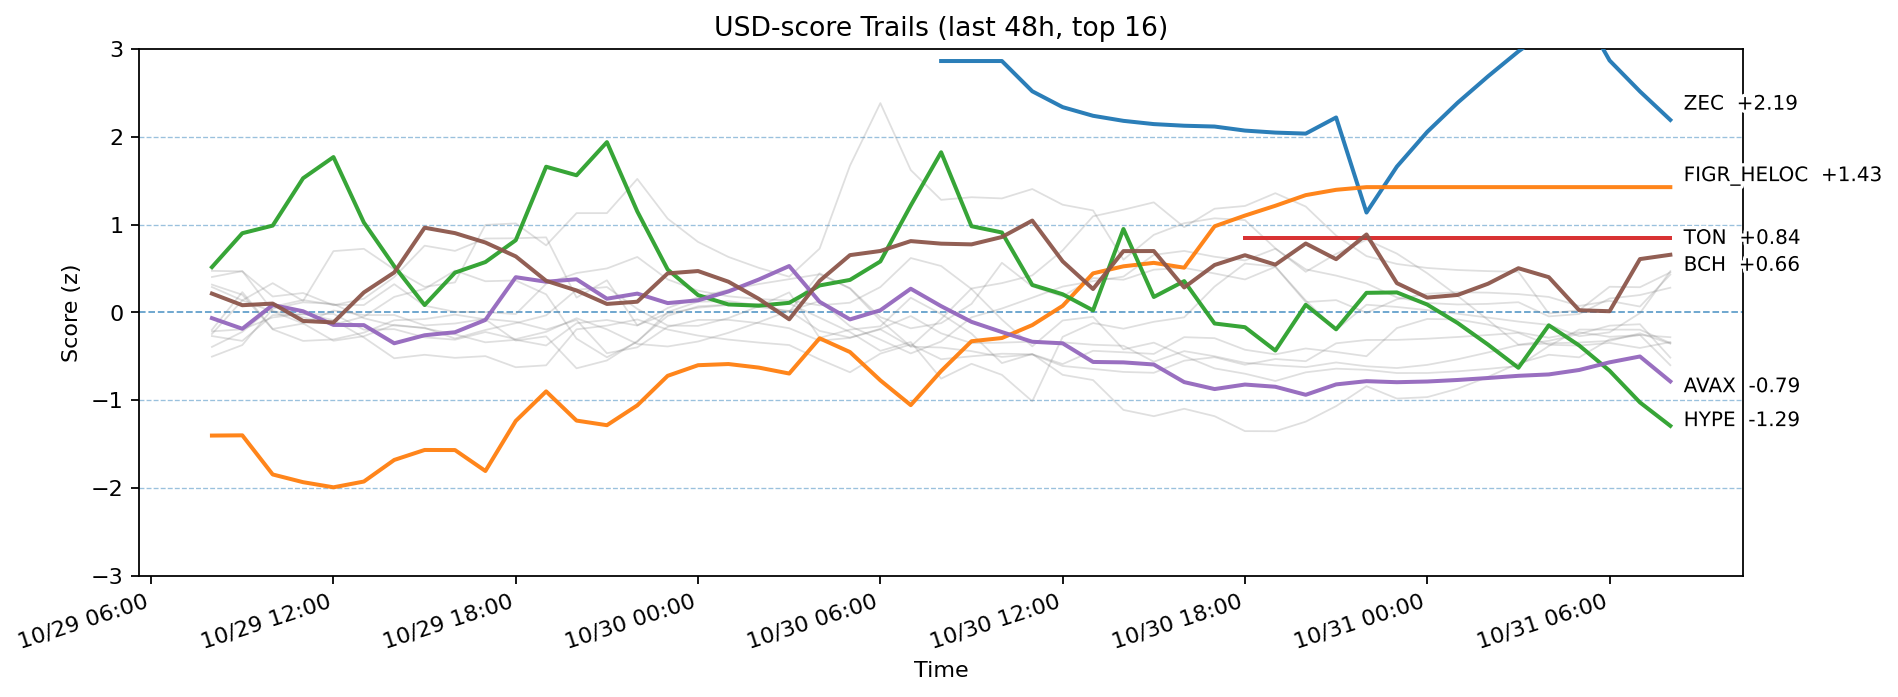 USD-score Trails (last 48h, top 16)
3
2
1
0
−1
−2
−3
Score (z)
ZEC +2.19
FIGR_HELOC +1.43
TON +0.84
BCH +0.66
AVAX -0.79
HYPE -1.29
10/29 06:00
10/29 12:00
10/29 18:00
10/30 00:00
10/30 06:00
10/30 12:00
10/30 18:00
10/31 00:00
10/31 06:00
Time